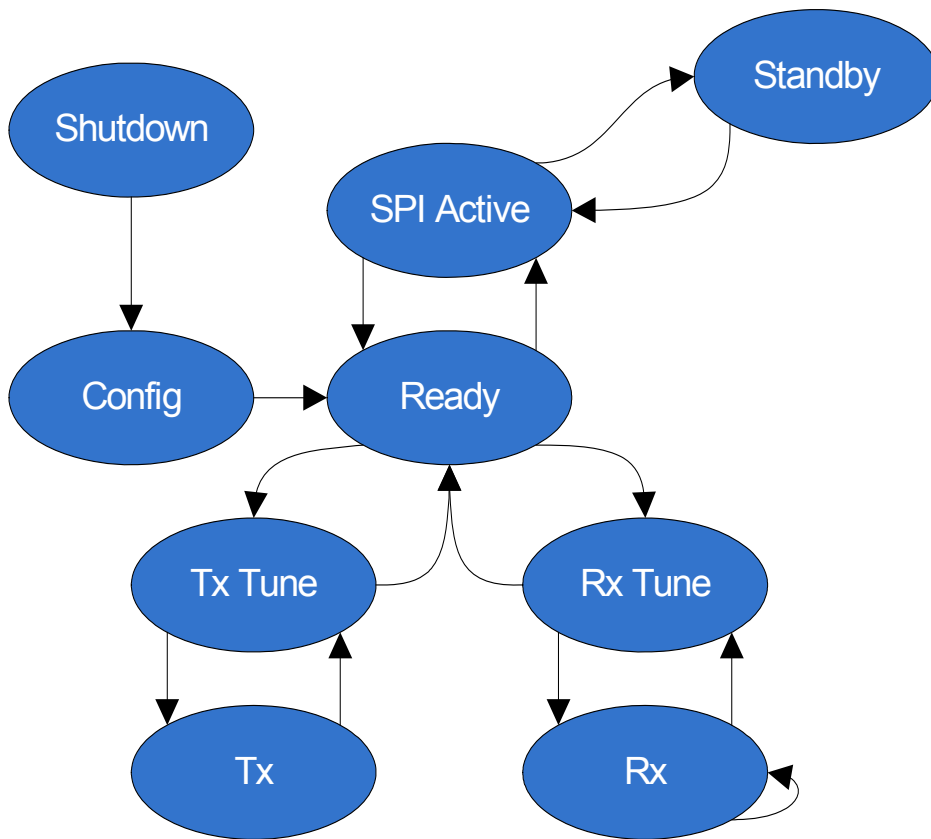 Standby
Shutdown
SPI Active
Config
Ready
Tx Tune
Rx Tune
Tx
Rx